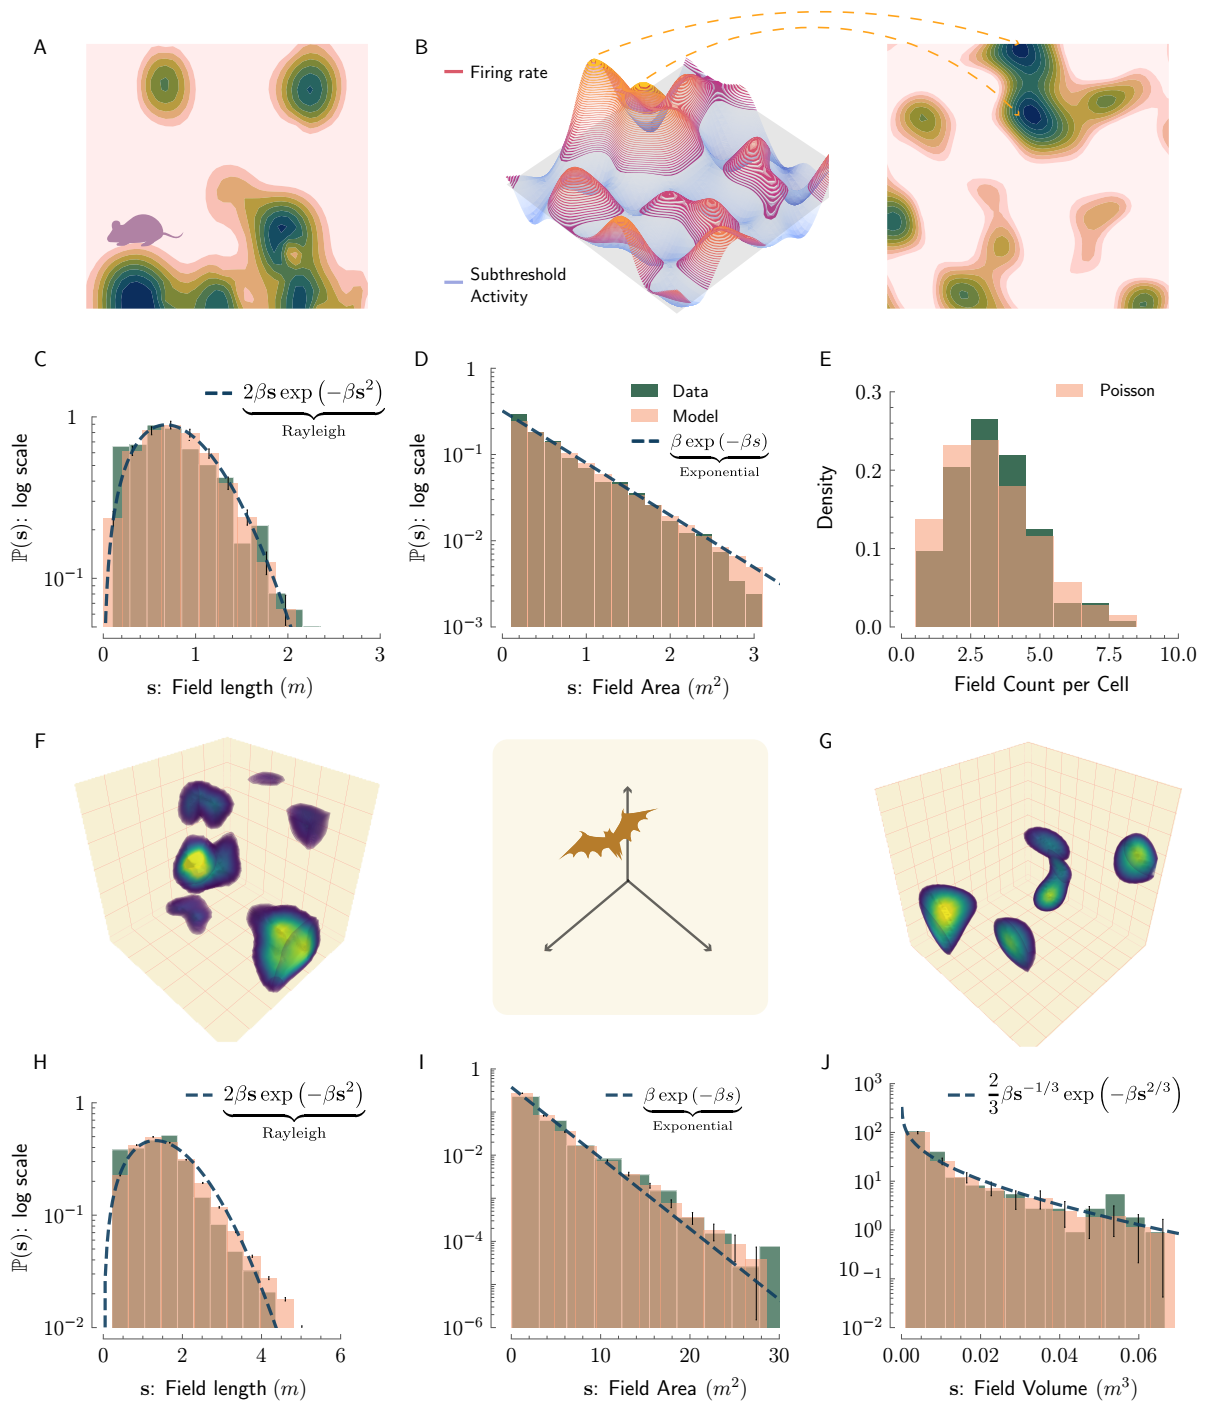 A
B
Firing rate
Subthreshold
Activity
C
2βs exp (−βs²)
Rayleigh
1
10⁻¹
ℙ(s): log scale
0 1 2 3
s: Field length (m)
D
Data
Model
β exp (−βs)
Exponential
1
10⁻¹
10⁻²
10⁻³
ℙ(s): log scale
0 1 2 3
s: Field Area (m²)
E
Poisson
0.3
0.2
0.1
0.0
Density
0.0 2.5 5.0 7.5 10.0
Field Count per Cell
F
G
H
2βs exp (−βs²)
Rayleigh
1
10⁻¹
10⁻²
ℙ(s): log scale
0 2 4 6
s: Field length (m)
I
β exp (−βs)
Exponential
1
10⁻²
10⁻⁴
10⁻⁶
0 10 20 30
s: Field Area (m²)
J
2/3 βs⁻¹/³ exp (−βs²/³)
10³
10²
10¹
10⁰
10⁻¹
10⁻²
0.00 0.02 0.04 0.06
s: Field Volume (m³)